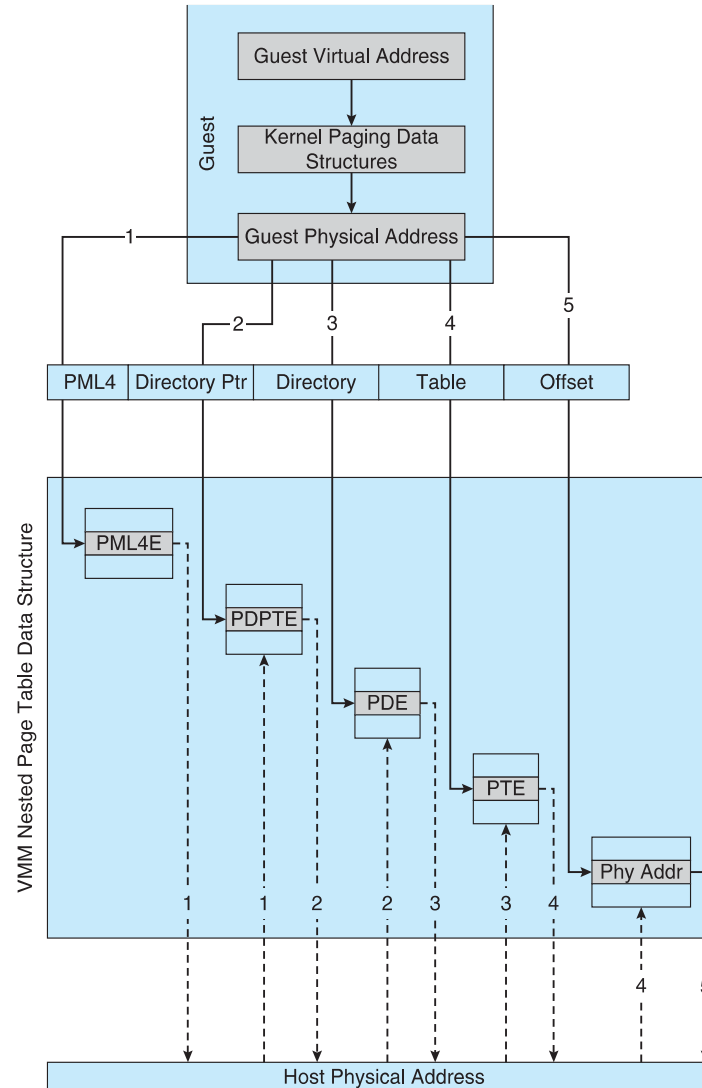 Guest Virtual Address
Guest
Kernel Paging Data
Structures
Guest Physical Address
1
2
3
4
5
PML4
Directory Ptr
Directory
Table
Offset
VMM Nested Page Table Data Structure
PML4E
PDPTE
PDE
PTE
Phy Addr
1
1
2
2
3
3
4
4
Host Physical Address